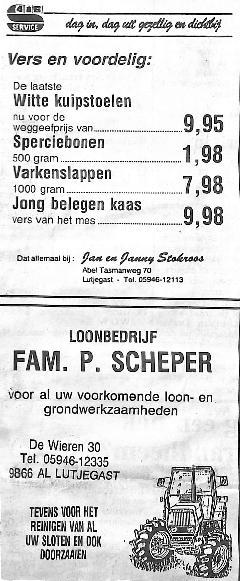 SERVICE
dag in, dag uit gezellig en dichtbij
Vers en voordelig:
De laatste
Witte kuipstoelen
nu voor de
weggeefprijs van 9,95
Sperciebonen
500 gram 1,98
Varkenslappen
1000 gram 7,98
Jong belegen kaas
vers van het mes 9,98
Dat allemaal bij : Jan en Janny Stokroos
Abel Tasmanweg 70
Lutjegast - Tel. 05946-12113
LOONBEDRIJF
FAM. P. SCHEPER
voor al uw voorkomende loon- en
grondwerkzaamheden
De Wieren 30
Tel. 05946-12335
9866 AL LUTJEGAST
TEVENS VOOR HET
REINIGEN VAN AL
UW SLOTEN EN OOK
DOORZAAIEN